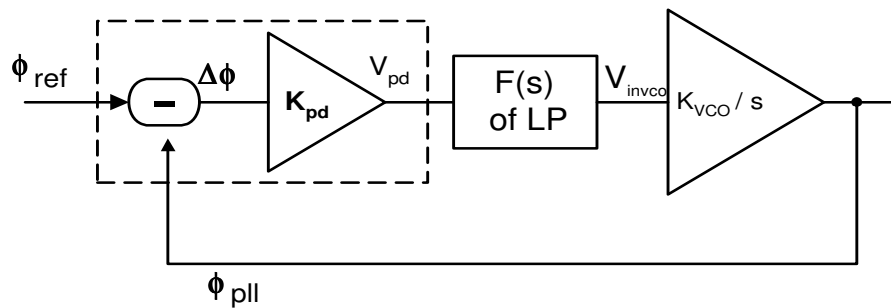 ϕref
-
Δϕ
Kpd
Vpd
F(s)
of LP
Vinvco
KVCO / s
ϕpll